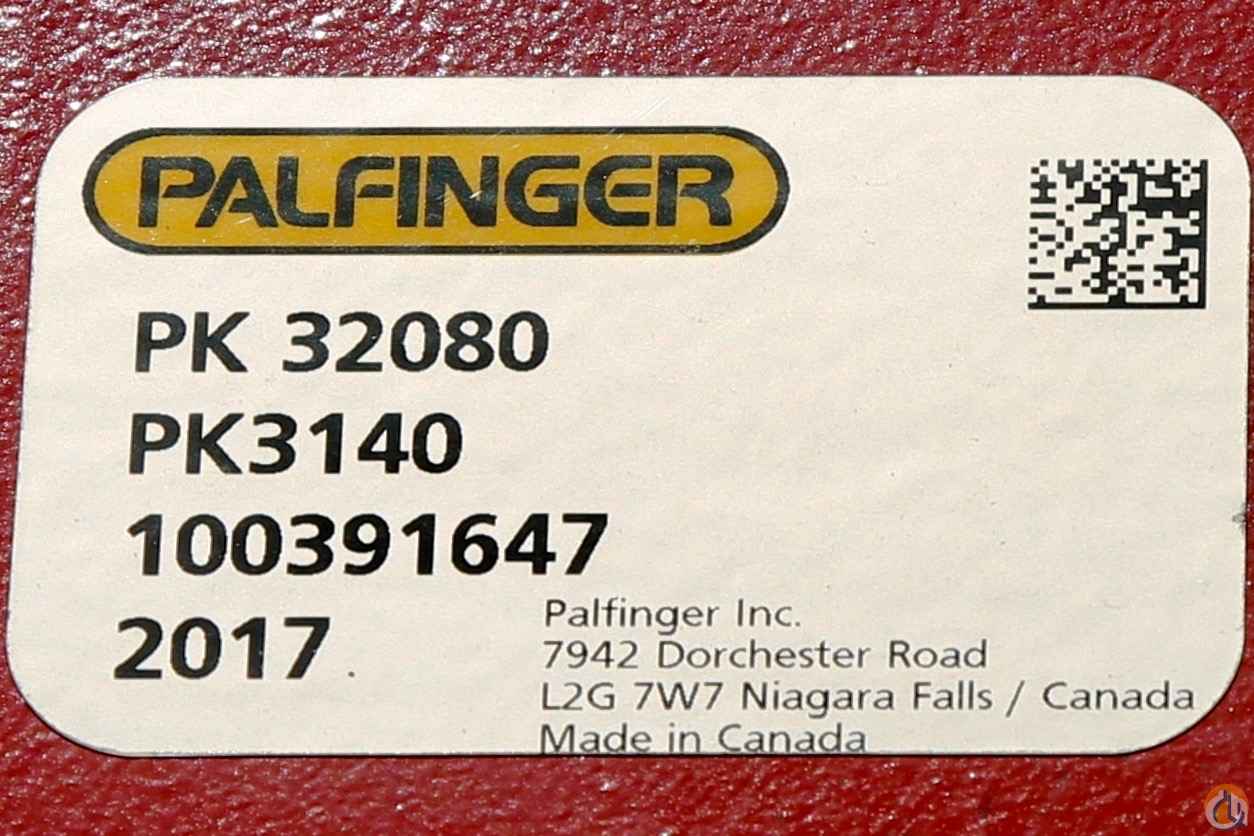 PALFINGER
PK 32080
PK3140
100391647
2017
Palfinger Inc.
7942 Dorchester Road
L2G 7W7 Niagara Falls / Canada
Made in Canada